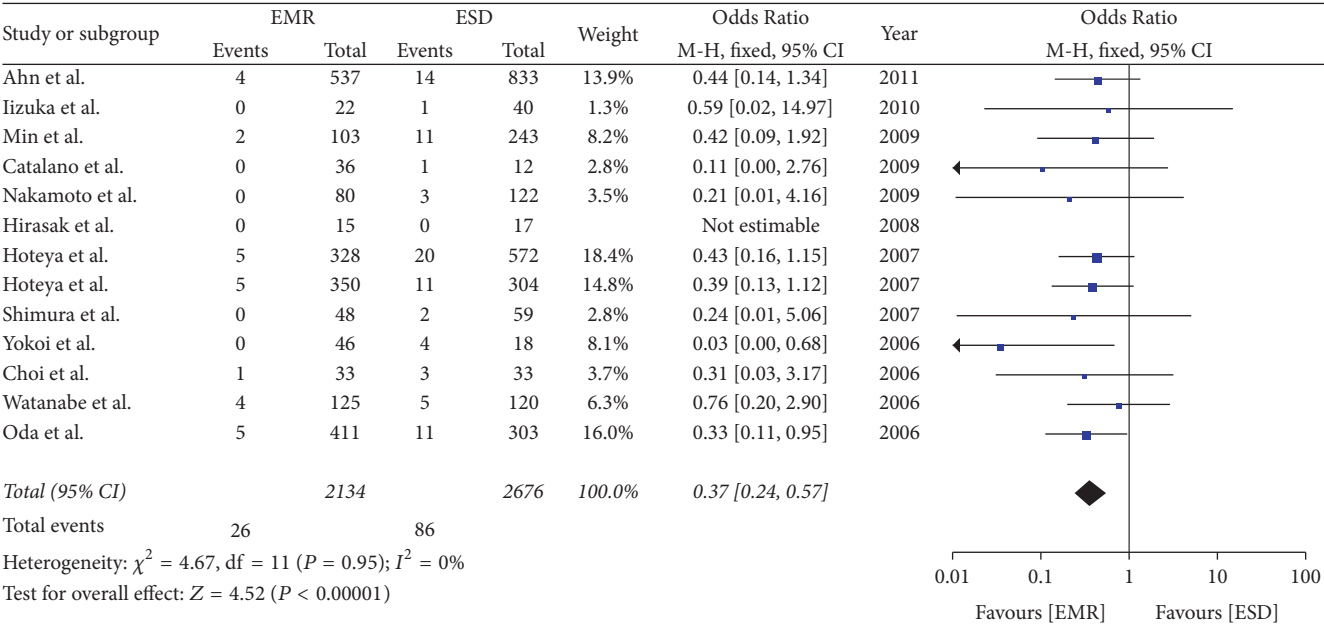 Study or subgroup EMR ESD Weight Odds Ratio Year Odds Ratio
Events Total Events Total M-H, fixed, 95% CI M-H, fixed, 95% CI
Ahn et al. 4 537 14 833 13.9% 0.44 [0.14, 1.34] 2011
Iizuka et al. 0 22 1 40 1.3% 0.59 [0.02, 14.97] 2010
Min et al. 2 103 11 243 8.2% 0.42 [0.09, 1.92] 2009
Catalano et al. 0 36 1 12 2.8% 0.11 [0.00, 2.76] 2009
Nakamoto et al. 0 80 3 122 3.5% 0.21 [0.01, 4.16] 2009
Hirasak et al. 0 15 0 17 Not estimable 2008
Hoteya et al. 5 328 20 572 18.4% 0.43 [0.16, 1.15] 2007
Hoteya et al. 5 350 11 304 14.8% 0.39 [0.13, 1.12] 2007
Shimura et al. 0 48 2 59 2.8% 0.24 [0.01, 5.06] 2007
Yokoi et al. 0 46 4 18 8.1% 0.03 [0.00, 0.68] 2006
Choi et al. 1 33 3 33 3.7% 0.31 [0.03, 3.17] 2006
Watanabe et al. 4 125 5 120 6.3% 0.76 [0.20, 2.90] 2006
Oda et al. 5 411 11 303 16.0% 0.33 [0.11, 0.95] 2006
Total (95% CI) 2134 2676 100.0% 0.37 [0.24, 0.57]
Total events 26 86
Heterogeneity: χ² = 4.67, df = 11 (P = 0.95); I² = 0%
Test for overall effect: Z = 4.52 (P < 0.00001)
0.01 0.1 1 10 100
Favours [EMR] Favours [ESD]